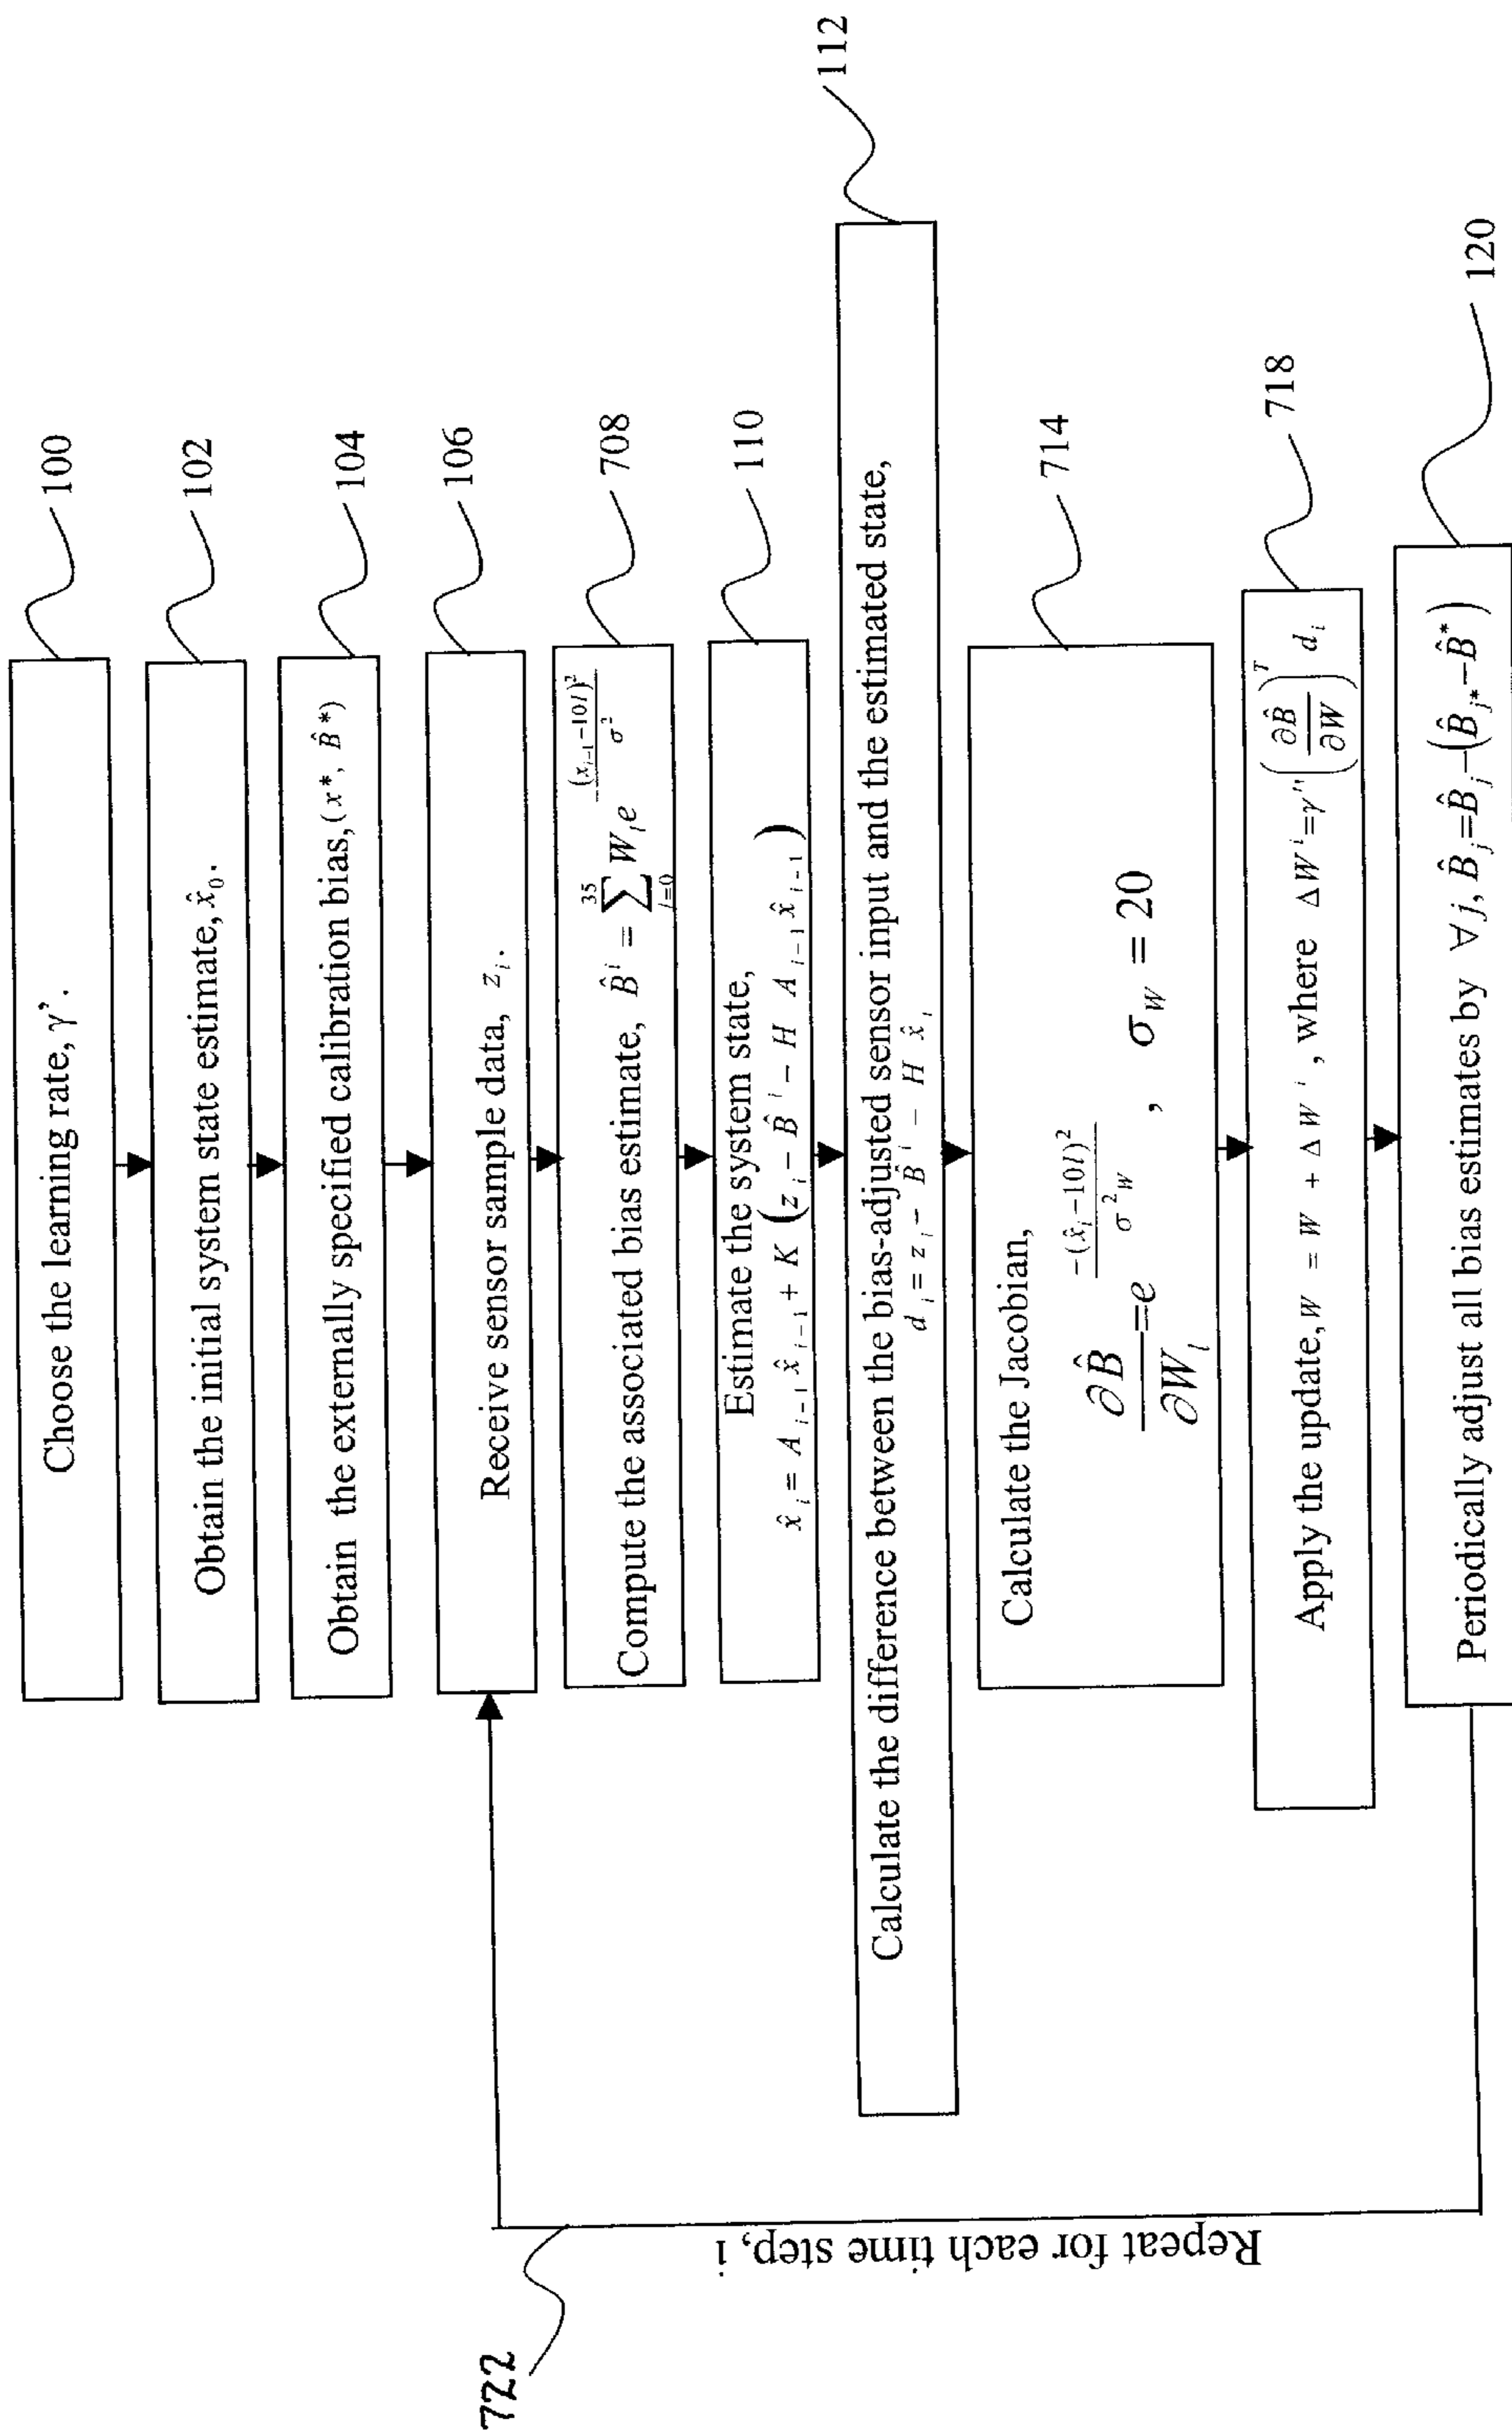 Choose the learning rate, γ’.
100
Obtain the initial system state estimate, x̂₀.
102
Obtain the externally specified calibration bias, (x*, B̂*)
104
Receive sensor sample data, zᵢ.
106
Compute the associated bias estimate, B̂ⁱ = ∑_{l=0}^{35} W_l e^{-(x_{i-1}-10l)²/σ²}
708
Estimate the system state,
x̂ᵢ = A_{i-1} x̂_{i-1} + K (zᵢ - B̂ⁱ - H A_{i-1} x̂_{i-1})
110
Calculate the difference between the bias-adjusted sensor input and the estimated state,
dᵢ = zᵢ - B̂ⁱ - H x̂ᵢ
112
Calculate the Jacobian,
∂B̂/∂W_l = e^{-(x̂ᵢ-10l)²/σ²_W} , σ_W = 20
714
Apply the update, W = W + ΔWⁱ, where ΔWⁱ = γ'' (∂B̂/∂W)ᵀ dᵢ
718
Periodically adjust all bias estimates by ∀j, B̂_j = B̂_j - (B̂_{j*} - B̂*)
120
Repeat for each time step, i
722